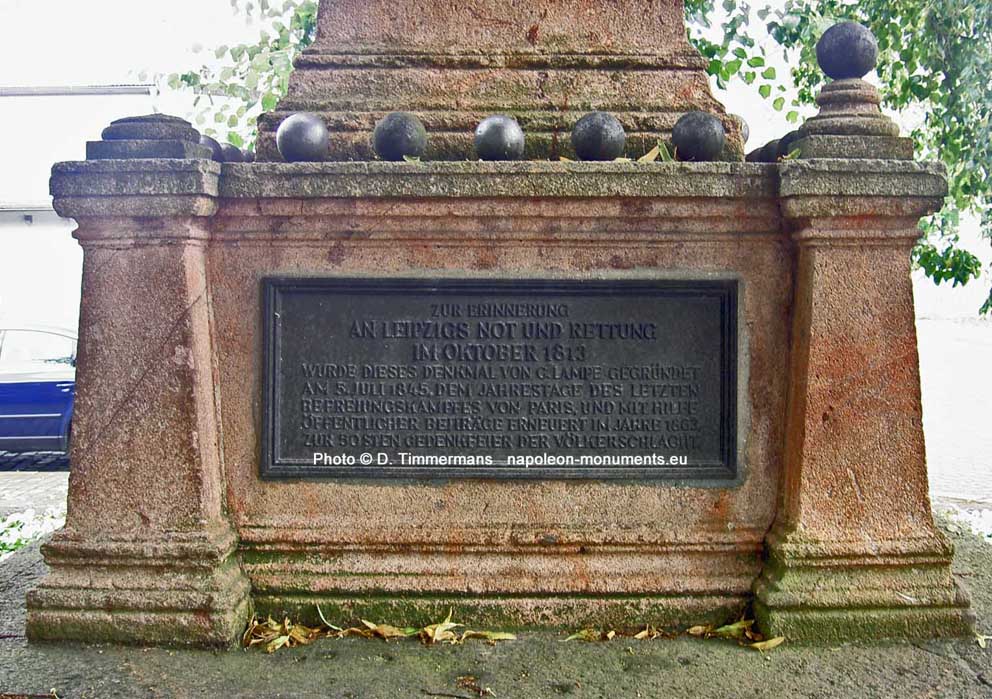 ZUR ERINNERUNG
AN LEIPZIGS NOT UND RETTUNG
IM OKTOBER 1813
WURDE DIESES DENKMAL VON C. LAMPE GEGRÜNDET
AM 5. JULI 1845. DEM JAHRESTAGE DES LETZTEN
BEFREIUNGSKAMPFES VON PARIS, UND MIT HILFE
ÖFFENTLICHER BEITRÄGE ERNEUERT IM JAHRE 1863.
ZUR 50 STEN GEDENKFEIER DER VÖLKERSCHLACHT.
Photo © D. Timmermans napoleon-monuments.eu